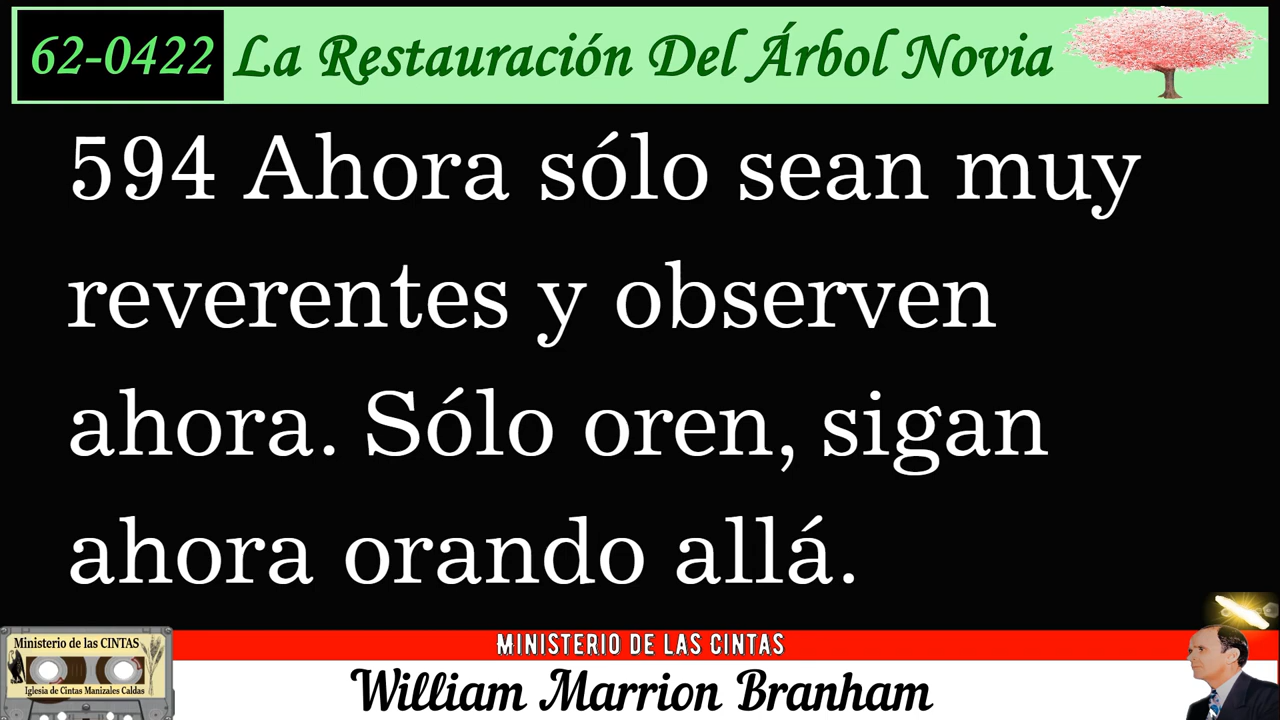 62-0422 La Restauración Del Árbol Novia
594 Ahora sólo sean muy
reverentes y observen
ahora. Sólo oren, sigan
ahora orando allá.
Ministerio de las CINTAS
Iglesia de Cintas Manizales Caldas
MINISTERIO DE LAS CINTAS
William Marrion Branham